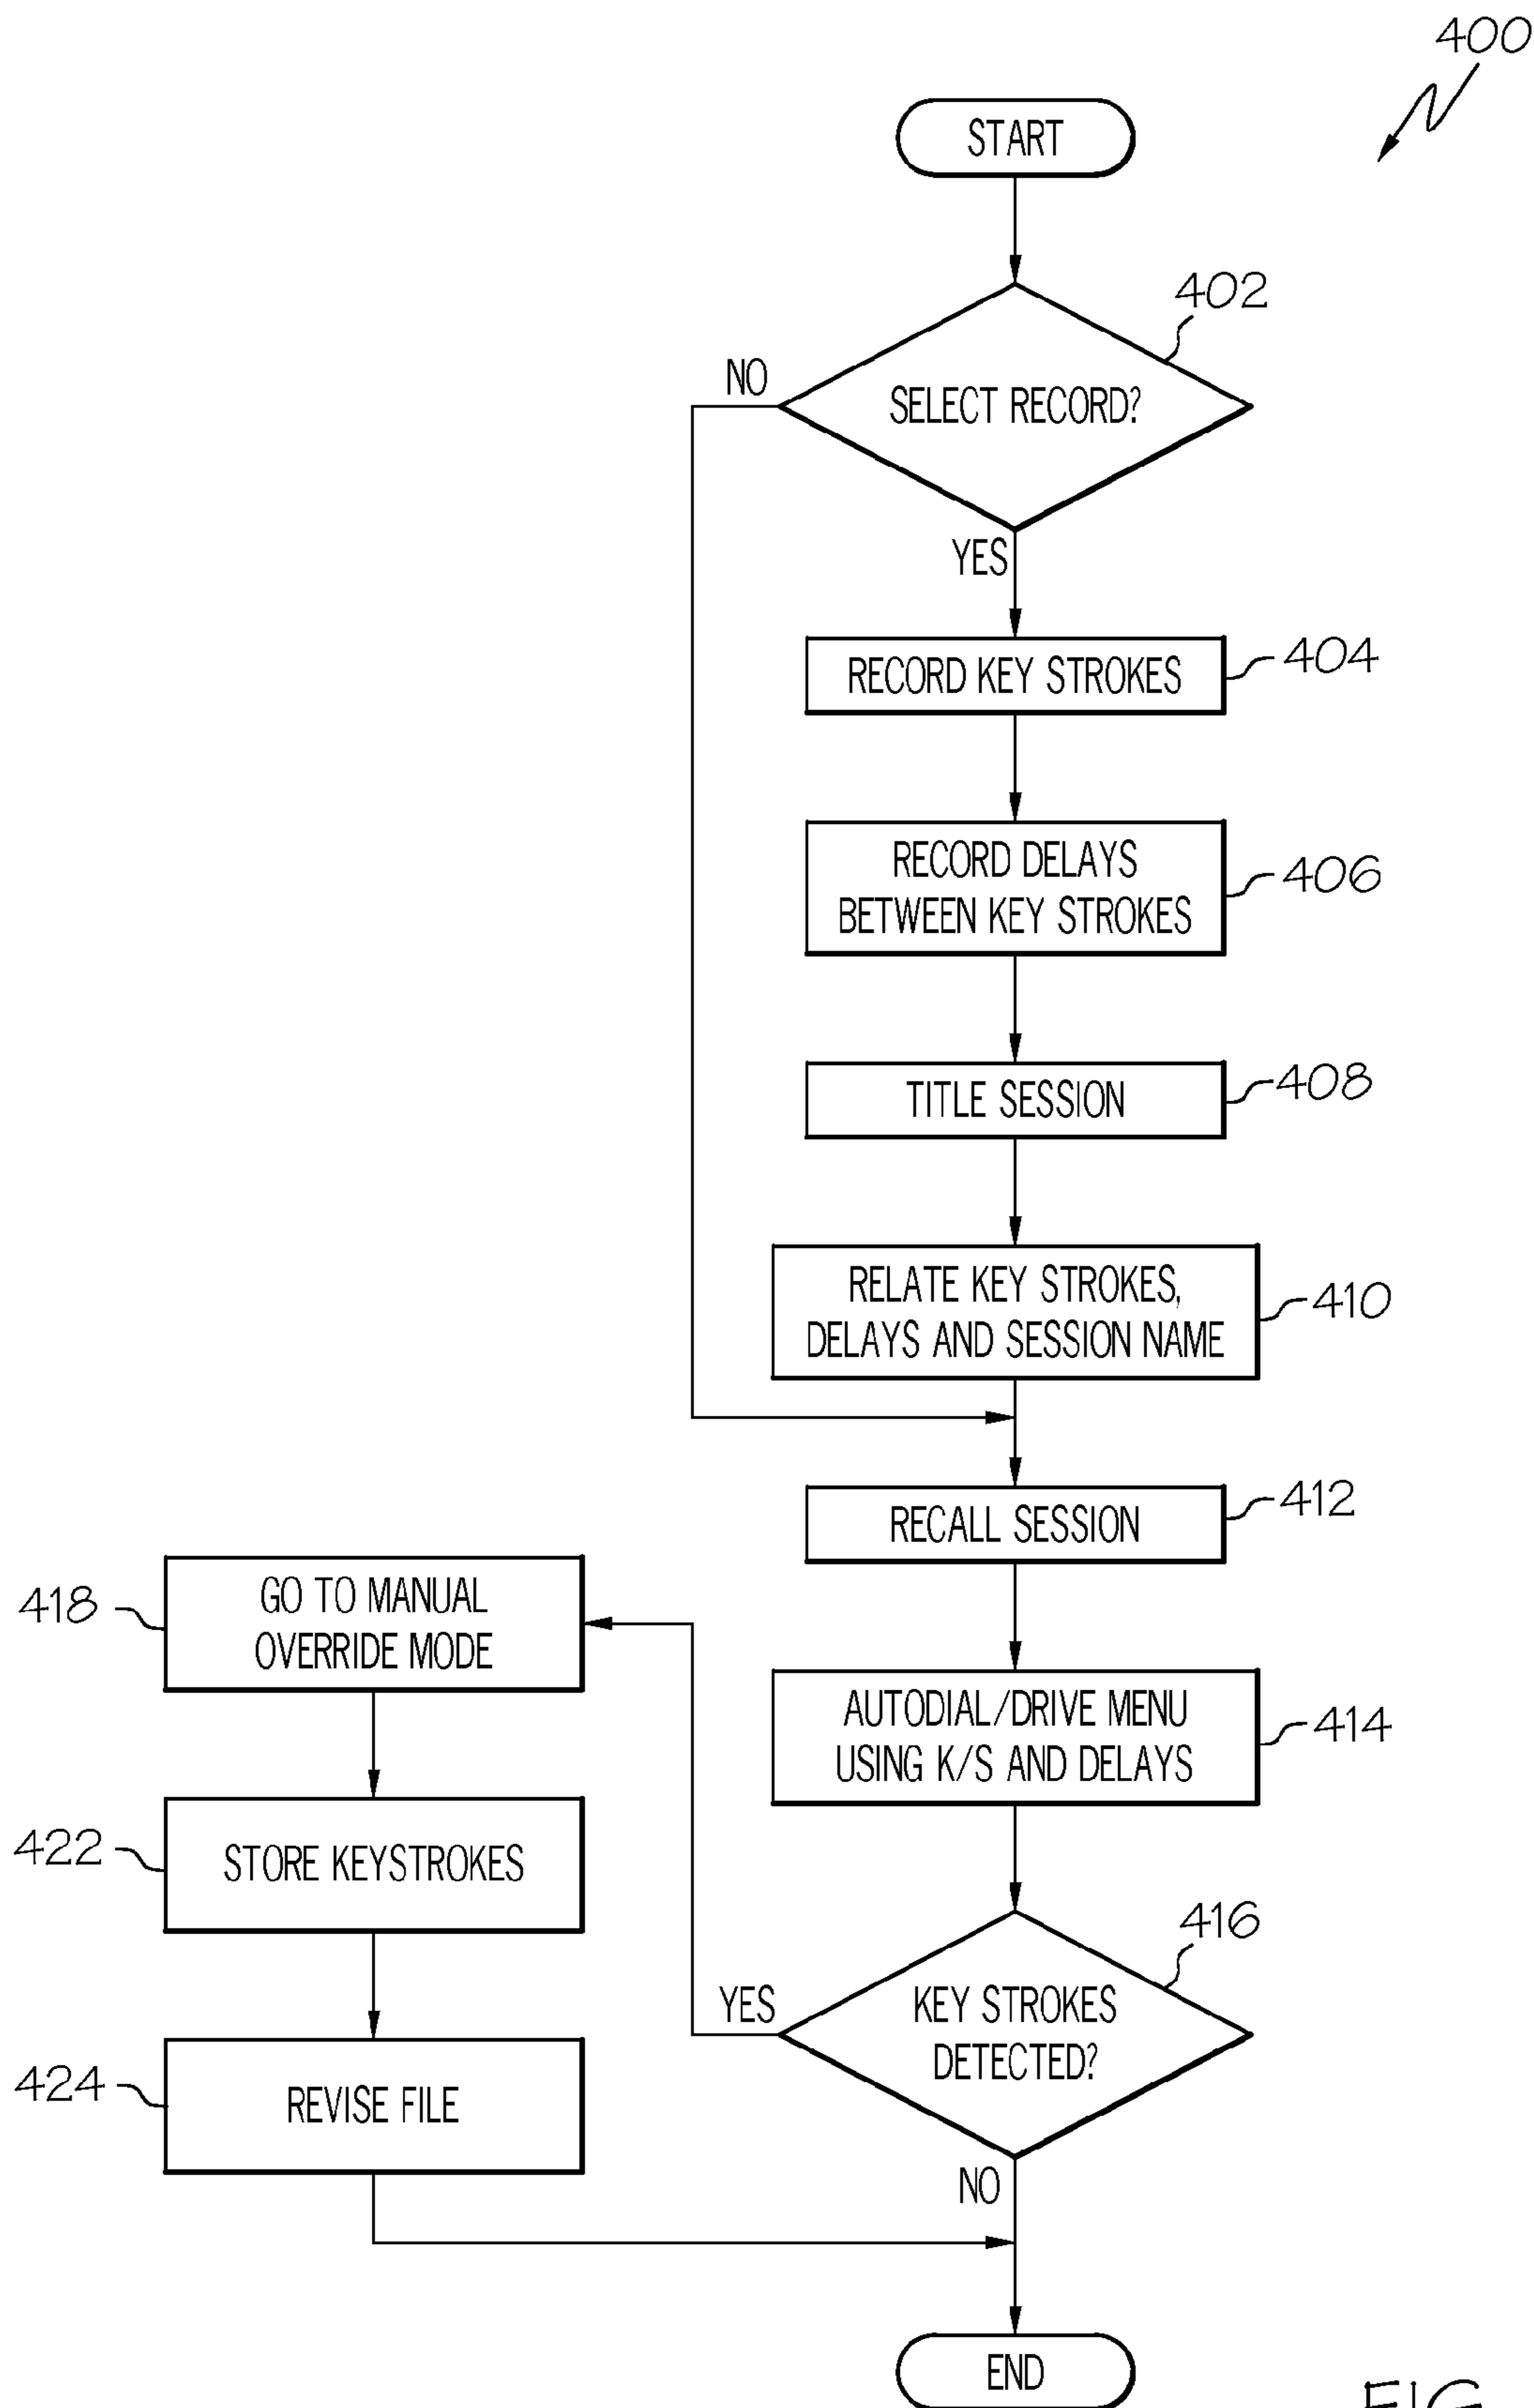 400
START
402
NO
SELECT RECORD?
YES
RECORD KEY STROKES
404
RECORD DELAYS
BETWEEN KEY STROKES
406
TITLE SESSION
408
RELATE KEY STROKES,
DELAYS AND SESSION NAME
410
RECALL SESSION
412
GO TO MANUAL
OVERRIDE MODE
418
AUTODIAL/DRIVE MENU
USING K/S AND DELAYS
414
STORE KEYSTROKES
422
416
YES
KEY STROKES
DETECTED?
REVISE FILE
424
NO
END
FIG